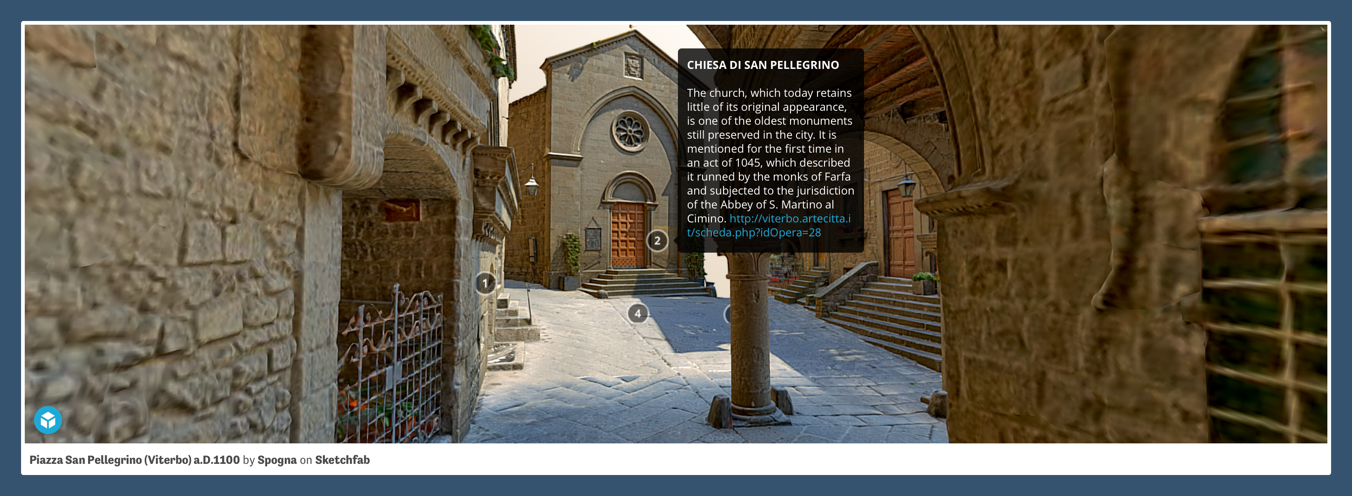 CHIESA DI SAN PELLEGRINO
The church, which today retains
little of its original appearance,
is one of the oldest monuments
still preserved in the city. It is
mentioned for the first time in
an act of 1045, which described
it runned by the monks of Farfa
and subjected to the jurisdiction
of the Abbey of S. Martino al
Cimino. http://viterbo.artecitta.i
t/scheda.php?idOpera=28
2
1
4
Piazza San Pellegrino (Viterbo) a.D.1100 by Spogna on Sketchfab